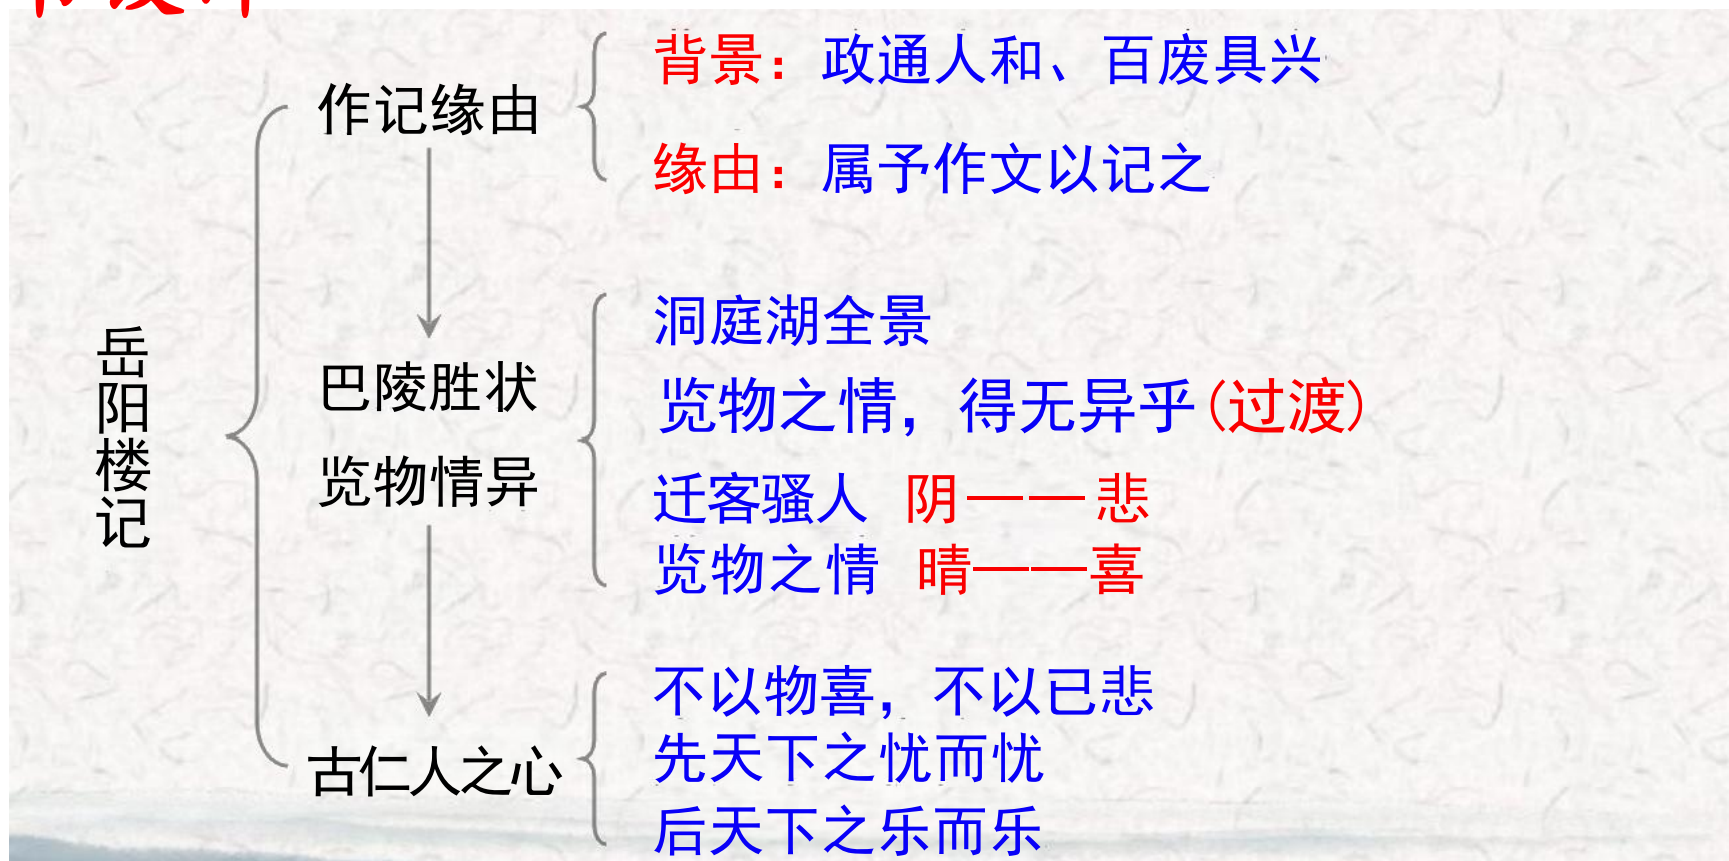 岳阳楼记
作记缘由
背景：政通人和、百废具兴
缘由：属予作文以记之
巴陵胜状
览物情异
洞庭湖全景
览物之情，得无异乎(过渡)
迁客骚人 阴——悲
览物之情 晴——喜
古仁人之心
不以物喜，不以已悲
先天下之忧而忧
后天下之乐而乐